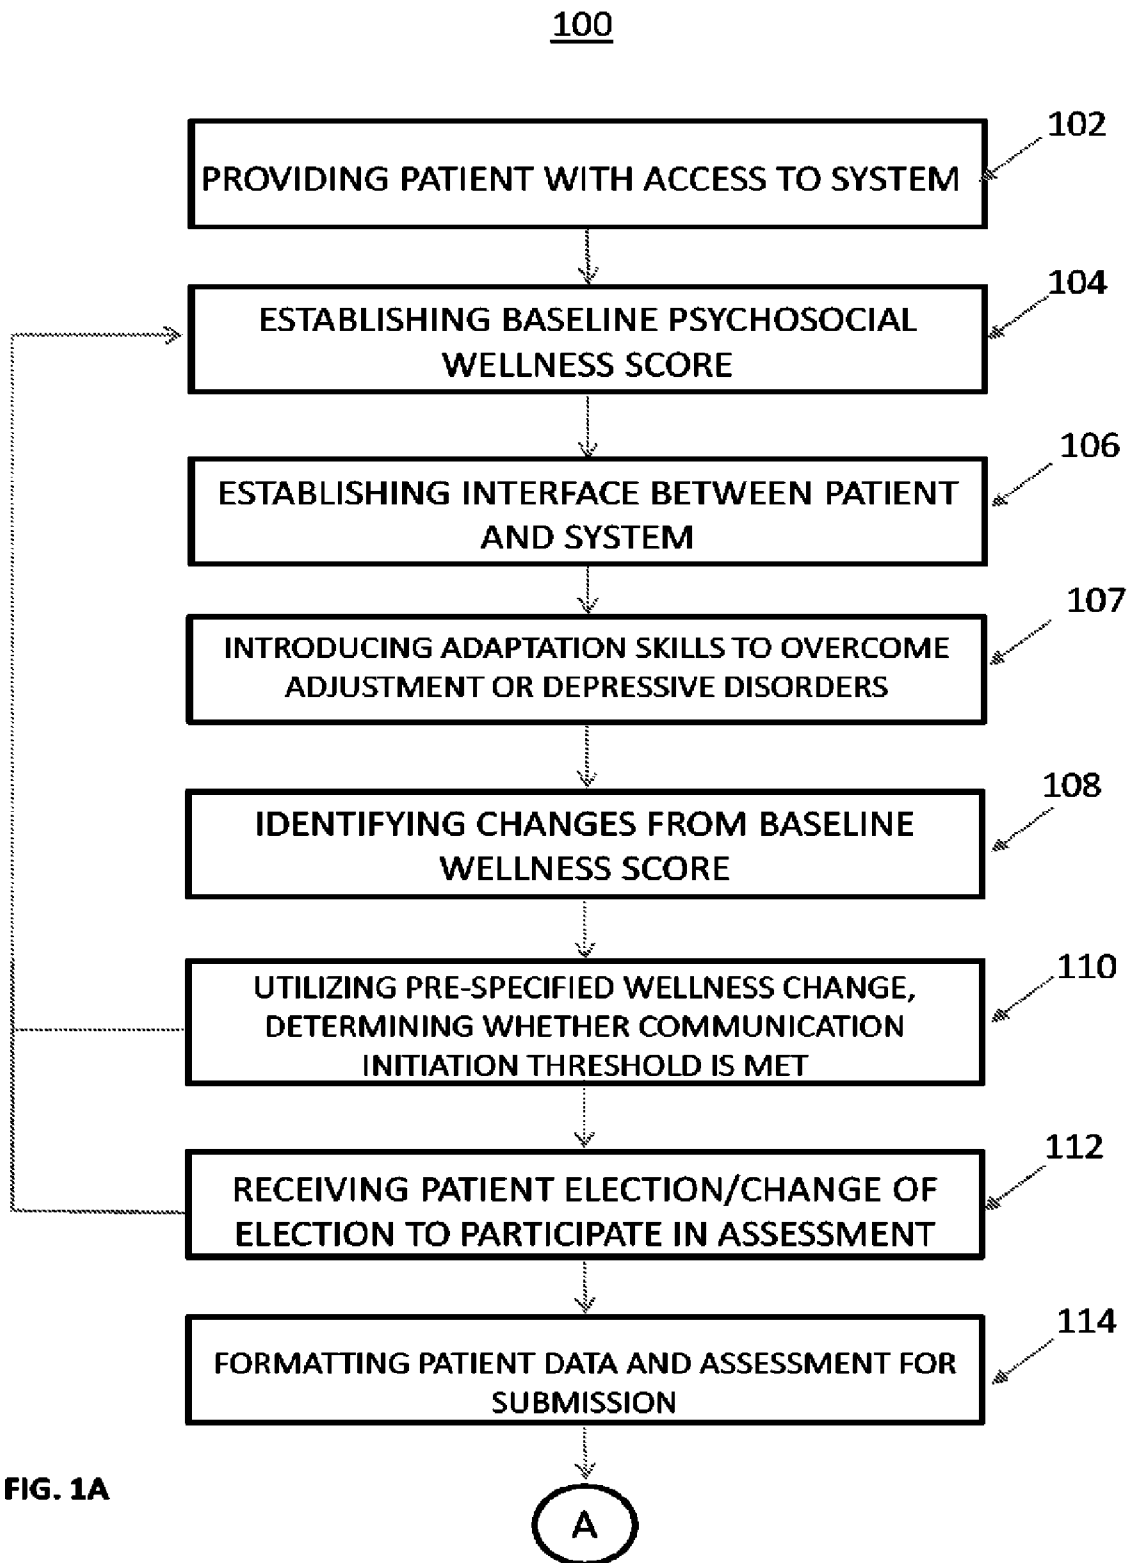 100
PROVIDING PATIENT WITH ACCESS TO SYSTEM
102
ESTABLISHING BASELINE PSYCHOSOCIAL
WELLNESS SCORE
104
ESTABLISHING INTERFACE BETWEEN PATIENT
AND SYSTEM
106
INTRODUCING ADAPTATION SKILLS TO OVERCOME
ADJUSTMENT OR DEPRESSIVE DISORDERS
107
IDENTIFYING CHANGES FROM BASELINE
WELLNESS SCORE
108
UTILIZING PRE-SPECIFIED WELLNESS CHANGE,
DETERMINING WHETHER COMMUNICATION
INITIATION THRESHOLD IS MET
110
RECEIVING PATIENT ELECTION/CHANGE OF
ELECTION TO PARTICIPATE IN ASSESSMENT
112
FORMATTING PATIENT DATA AND ASSESSMENT FOR
SUBMISSION
114
FIG. 1A
A